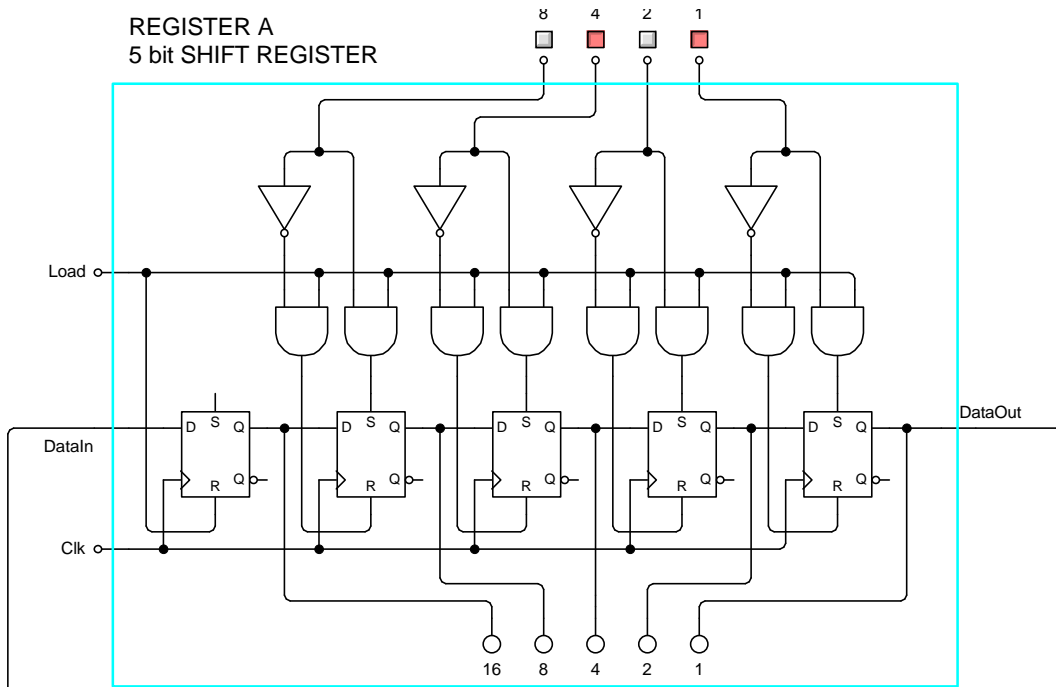 REGISTER A
5 bit SHIFT REGISTER
8 4 2 1
Load
D S Q Q R
D S Q Q R
D S Q Q R
D S Q Q R
D S Q Q R
DataIn
DataOut
Clk
16 8 4 2 1